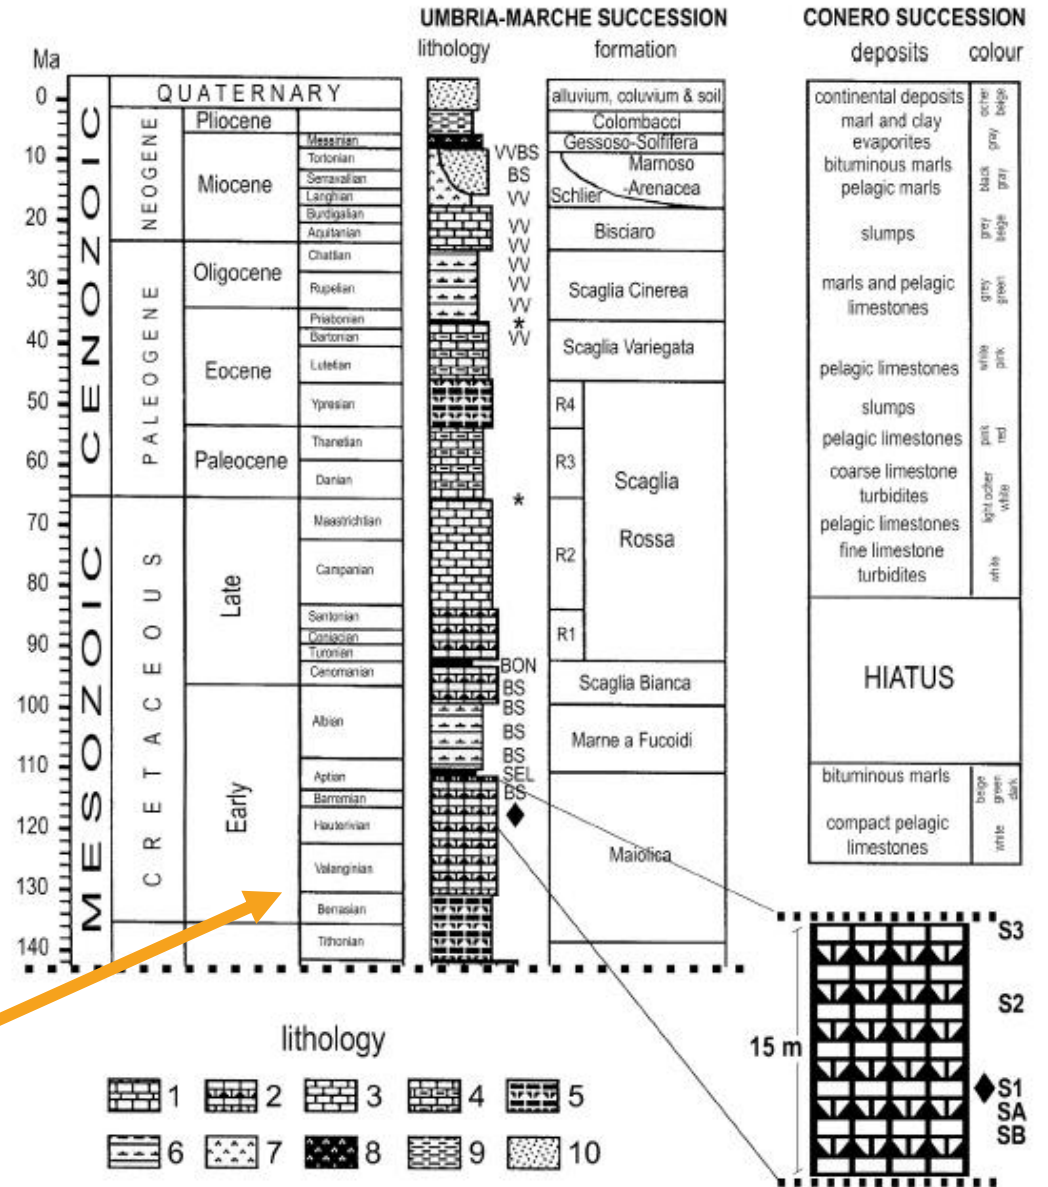 UMBRIA-MARCHE SUCCESSION
CONERO SUCCESSION
lithology
formation
deposits
colour
Ma
0
10
20
30
40
50
60
70
80
90
100
110
120
130
140
CENOZOIC
MESOZOIC
QUATERNARY
NEOGENE
PALEOGENE
CRETACEOUS
Pliocene
Miocene
Oligocene
Eocene
Paleocene
Late
Early
Messinian
Tortonian
Serravalian
Langhian
Burdigalian
Aquitanian
Chattian
Rupelian
Priabonian
Bartonian
Lutetian
Ypresian
Thanetian
Danian
Maastrichtian
Campanian
Santonian
Coniacian
Turonian
Cenomanian
Albian
Aptian
Barremian
Hauterivian
Valanginian
Berrasian
Tithonian
VVBS
BS
VV
VV
VV
VV
VV
VV
*
VV
*
BON
BS
BS
BS
BS
SEL
BS
alluvium, coluvium & soil
Colombacci
Gessoso-Solfifera
Marnoso
-Arenacea
Schlier
Bisciaro
Scaglia Cinerea
Scaglia Variegata
R4
R3
R2
R1
Scaglia
Rossa
Scaglia Bianca
Marne a Fucoidi
Maiolica
continental deposits
marl and clay
evaporites
bituminous marls
pelagic marls
slumps
marls and pelagic
limestones
pelagic limestones
slumps
pelagic limestones
coarse limestone
turbidites
pelagic limestones
fine limestone
turbidites
HIATUS
bituminous marls
compact pelagic
limestones
ocher
beige
gray
black
gray
grey
beige
grey
green
white
pink
pink
red
light ocher
white
white
beige
green
dark
white
15 m
S3
S2
S1
SA
SB
lithology
1
2
3
4
5
6
7
8
9
10